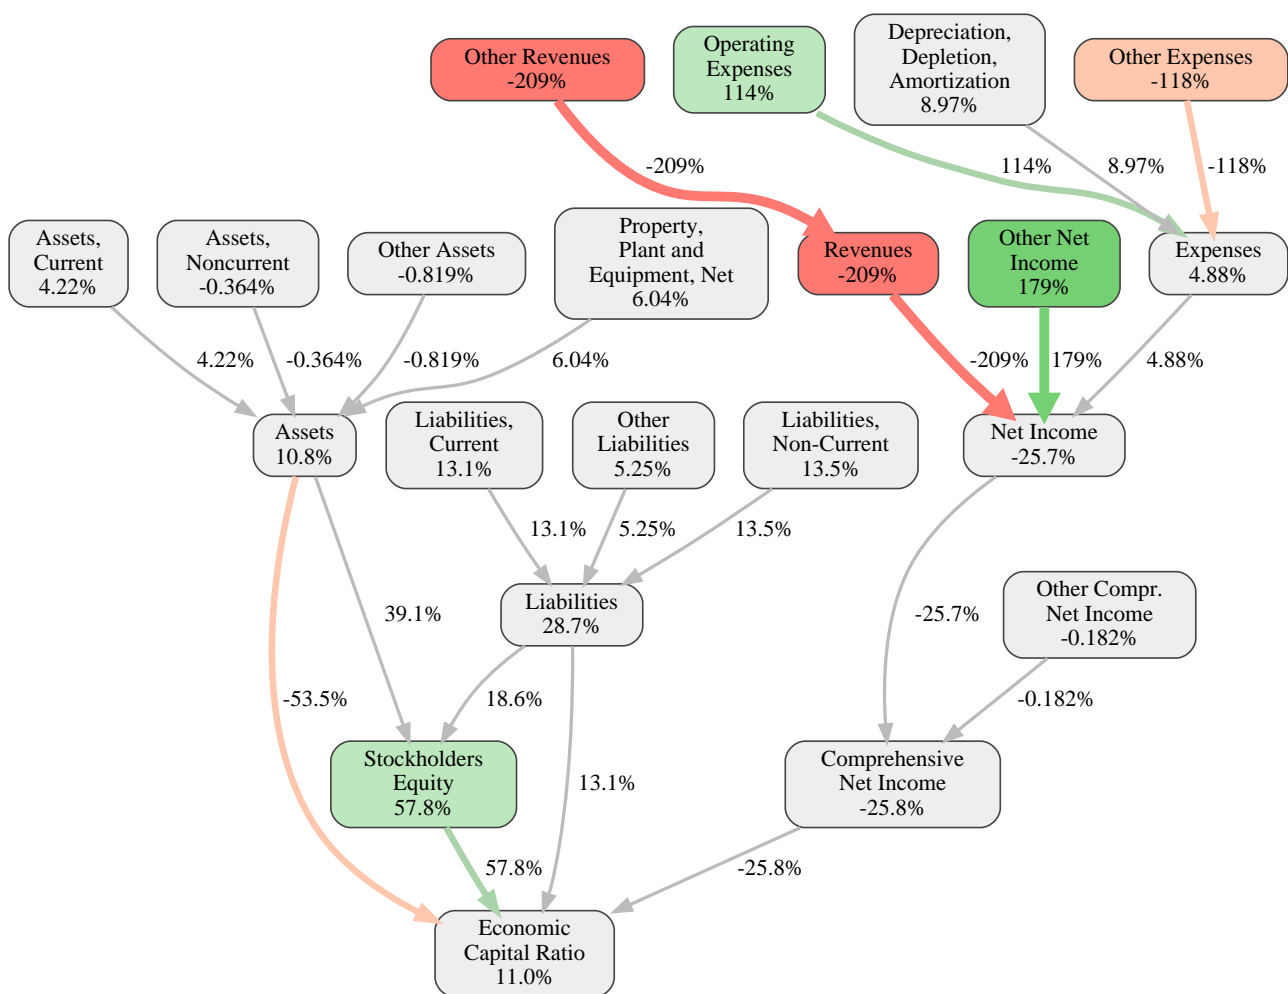 Other Revenues
-209%
Operating
Expenses
114%
Depreciation,
Depletion,
Amortization
8.97%
Other Expenses
-118%
-209%
114%
8.97%
-118%
Assets,
Current
4.22%
Assets,
Noncurrent
-0.364%
Other Assets
-0.819%
Property,
Plant and
Equipment, Net
6.04%
Revenues
-209%
Other Net
Income
179%
Expenses
4.88%
4.22%
-0.364%
-0.819%
6.04%
-209%
179%
4.88%
Assets
10.8%
Liabilities,
Current
13.1%
Other
Liabilities
5.25%
Liabilities,
Non-Current
13.5%
Net Income
-25.7%
13.1%
5.25%
13.5%
39.1%
Liabilities
28.7%
-25.7%
Other Compr.
Net Income
-0.182%
-53.5%
18.6%
-0.182%
Stockholders
Equity
57.8%
13.1%
Comprehensive
Net Income
-25.8%
57.8%
-25.8%
Economic
Capital Ratio
11.0%